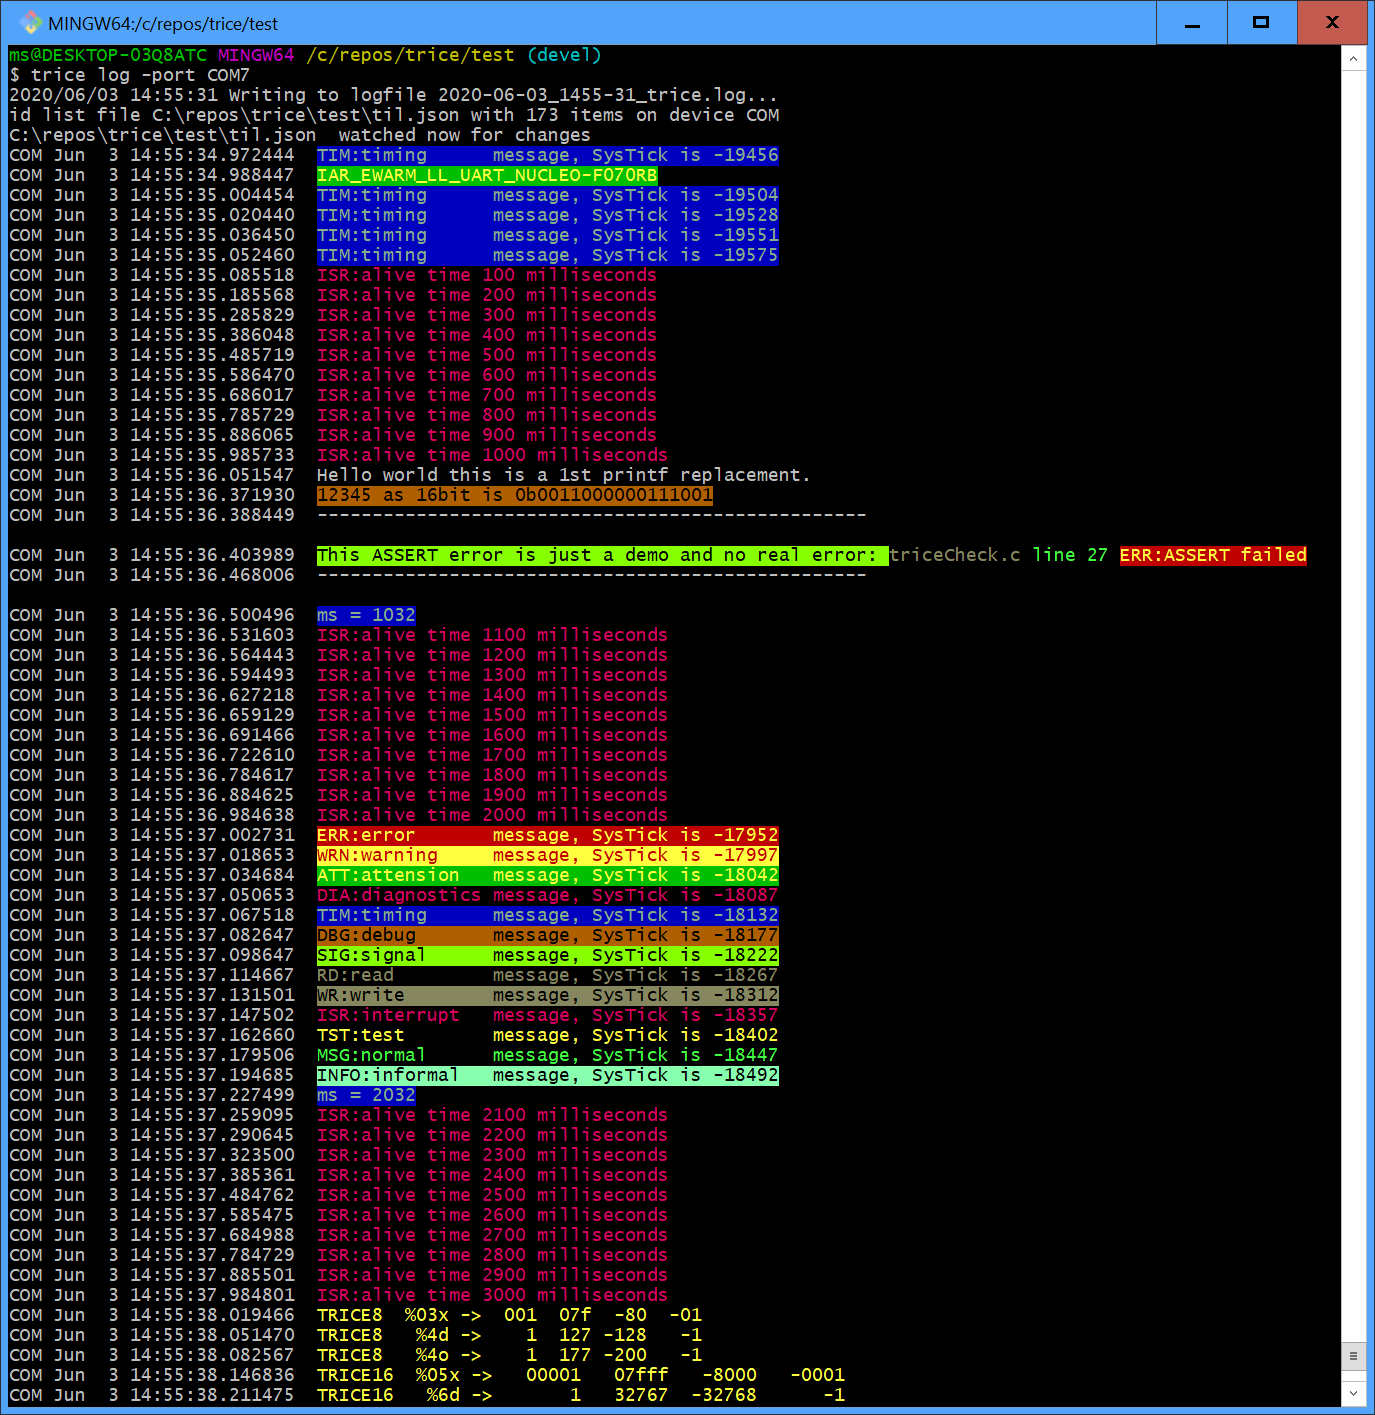 MINGW64:/c/repos/trice/test
ms@DESKTOP-03Q8ATC MINGW64 /c/repos/trice/test (devel)
$ trice log -port COM7
2020/06/03 14:55:31 Writing to logfile 2020-06-03_1455-31_trice.log...
id list file C:\repos\trice\test\til.json with 173 items on device COM
C:\repos\trice\test\til.json  watched now for changes
COM Jun  3 14:55:34.972444  TIM:timing      message, SysTick is -19456
COM Jun  3 14:55:34.988447  IAR_EWARM_LL_UART_NUCLEO-F070RB
COM Jun  3 14:55:35.004454  TIM:timing      message, SysTick is -19504
COM Jun  3 14:55:35.020440  TIM:timing      message, SysTick is -19528
COM Jun  3 14:55:35.036450  TIM:timing      message, SysTick is -19551
COM Jun  3 14:55:35.052460  TIM:timing      message, SysTick is -19575
COM Jun  3 14:55:35.085518  ISR:alive time 100 milliseconds
COM Jun  3 14:55:35.185568  ISR:alive time 200 milliseconds
COM Jun  3 14:55:35.285829  ISR:alive time 300 milliseconds
COM Jun  3 14:55:35.386048  ISR:alive time 400 milliseconds
COM Jun  3 14:55:35.485719  ISR:alive time 500 milliseconds
COM Jun  3 14:55:35.586470  ISR:alive time 600 milliseconds
COM Jun  3 14:55:35.686017  ISR:alive time 700 milliseconds
COM Jun  3 14:55:35.785729  ISR:alive time 800 milliseconds
COM Jun  3 14:55:35.886065  ISR:alive time 900 milliseconds
COM Jun  3 14:55:35.985733  ISR:alive time 1000 milliseconds
COM Jun  3 14:55:36.051547  Hello world this is a 1st printf replacement.
COM Jun  3 14:55:36.371930  12345 as 16bit is 0b0011000000111001
COM Jun  3 14:55:36.388449  --------------------------------------------------
COM Jun  3 14:55:36.403989  This ASSERT error is just a demo and no real error: triceCheck.c line 27 ERR:ASSERT failed
COM Jun  3 14:55:36.468006  --------------------------------------------------
COM Jun  3 14:55:36.500496  ms = 1032
COM Jun  3 14:55:36.531603  ISR:alive time 1100 milliseconds
COM Jun  3 14:55:36.564443  ISR:alive time 1200 milliseconds
COM Jun  3 14:55:36.594493  ISR:alive time 1300 milliseconds
COM Jun  3 14:55:36.627218  ISR:alive time 1400 milliseconds
COM Jun  3 14:55:36.659129  ISR:alive time 1500 milliseconds
COM Jun  3 14:55:36.691466  ISR:alive time 1600 milliseconds
COM Jun  3 14:55:36.722610  ISR:alive time 1700 milliseconds
COM Jun  3 14:55:36.784617  ISR:alive time 1800 milliseconds
COM Jun  3 14:55:36.884625  ISR:alive time 1900 milliseconds
COM Jun  3 14:55:36.984638  ISR:alive time 2000 milliseconds
COM Jun  3 14:55:37.002731  ERR:error       message, SysTick is -17952
COM Jun  3 14:55:37.018653  WRN:warning     message, SysTick is -17997
COM Jun  3 14:55:37.034684  ATT:attension   message, SysTick is -18042
COM Jun  3 14:55:37.050653  DIA:diagnostics message, SysTick is -18087
COM Jun  3 14:55:37.067518  TIM:timing      message, SysTick is -18132
COM Jun  3 14:55:37.082647  DBG:debug       message, SysTick is -18177
COM Jun  3 14:55:37.098647  SIG:signal      message, SysTick is -18222
COM Jun  3 14:55:37.114667  RD:read         message, SysTick is -18267
COM Jun  3 14:55:37.131501  WR:write        message, SysTick is -18312
COM Jun  3 14:55:37.147502  ISR:interrupt   message, SysTick is -18357
COM Jun  3 14:55:37.162660  TST:test        message, SysTick is -18402
COM Jun  3 14:55:37.179506  MSG:normal      message, SysTick is -18447
COM Jun  3 14:55:37.194685  INFO:informal   message, SysTick is -18492
COM Jun  3 14:55:37.227499  ms = 2032
COM Jun  3 14:55:37.259095  ISR:alive time 2100 milliseconds
COM Jun  3 14:55:37.290645  ISR:alive time 2200 milliseconds
COM Jun  3 14:55:37.323500  ISR:alive time 2300 milliseconds
COM Jun  3 14:55:37.385361  ISR:alive time 2400 milliseconds
COM Jun  3 14:55:37.484762  ISR:alive time 2500 milliseconds
COM Jun  3 14:55:37.585475  ISR:alive time 2600 milliseconds
COM Jun  3 14:55:37.684988  ISR:alive time 2700 milliseconds
COM Jun  3 14:55:37.784729  ISR:alive time 2800 milliseconds
COM Jun  3 14:55:37.885501  ISR:alive time 2900 milliseconds
COM Jun  3 14:55:37.984801  ISR:alive time 3000 milliseconds
COM Jun  3 14:55:38.019466  TRICE8  %03x ->  001  07f  -80  -01
COM Jun  3 14:55:38.051470  TRICE8   %4d ->    1  127 -128   -1
COM Jun  3 14:55:38.082567  TRICE8   %4o ->    1  177 -200   -1
COM Jun  3 14:55:38.146836  TRICE16  %05x ->   00001   07fff   -8000   -0001
COM Jun  3 14:55:38.211475  TRICE16   %6d ->       1   32767  -32768      -1